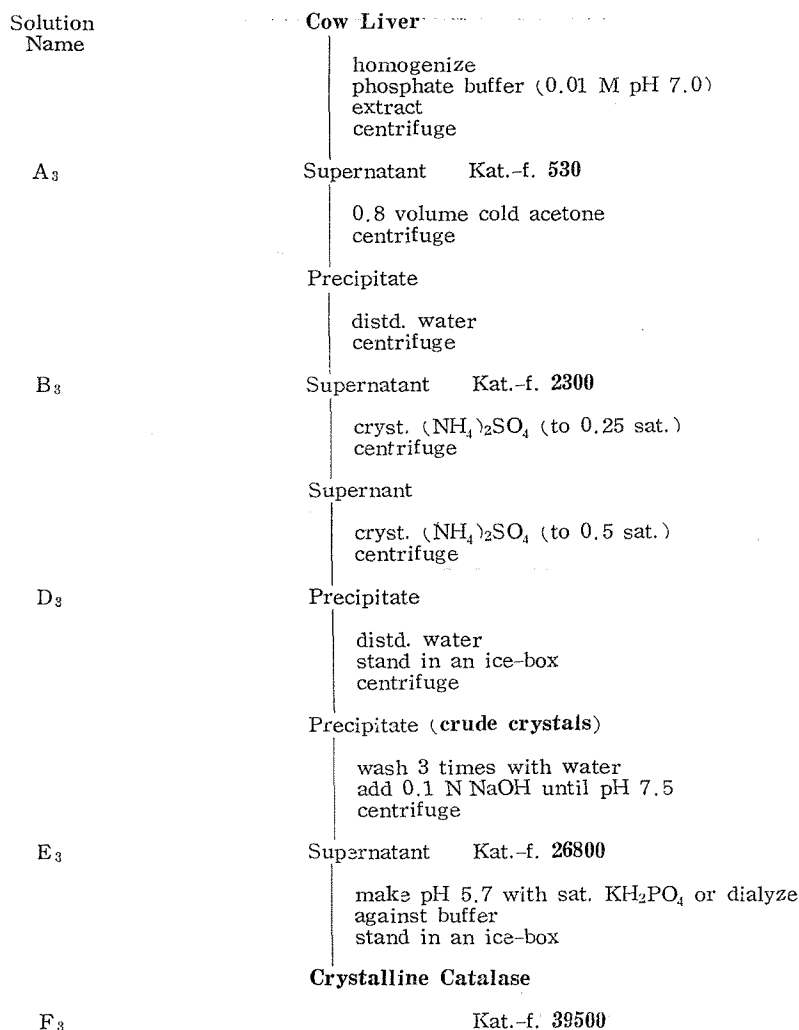 Solution Cow Liver
Name
homogenize
phosphate buffer (0.01 M pH 7.0)
extract
centrifuge
A₃ Supernatant Kat.-f. 530
0.8 volume cold acetone
centrifuge
Precipitate
distd. water
centrifuge
B₃ Supernatant Kat.-f. 2300
cryst. (NH₄)₂SO₄ (to 0.25 sat.)
centrifuge
Supernant
cryst. (NH₄)₂SO₄ (to 0.5 sat.)
centrifuge
D₃ Precipitate
distd. water
stand in an ice-box
centrifuge
Precipitate (crude crystals)
wash 3 times with water
add 0.1 N NaOH until pH 7.5
centrifuge
E₃ Supernatant Kat.-f. 26800
make pH 5.7 with sat. KH₂PO₄ or dialyze
against buffer
stand in an ice-box
Crystalline Catalase
F₃ Kat.-f. 39500